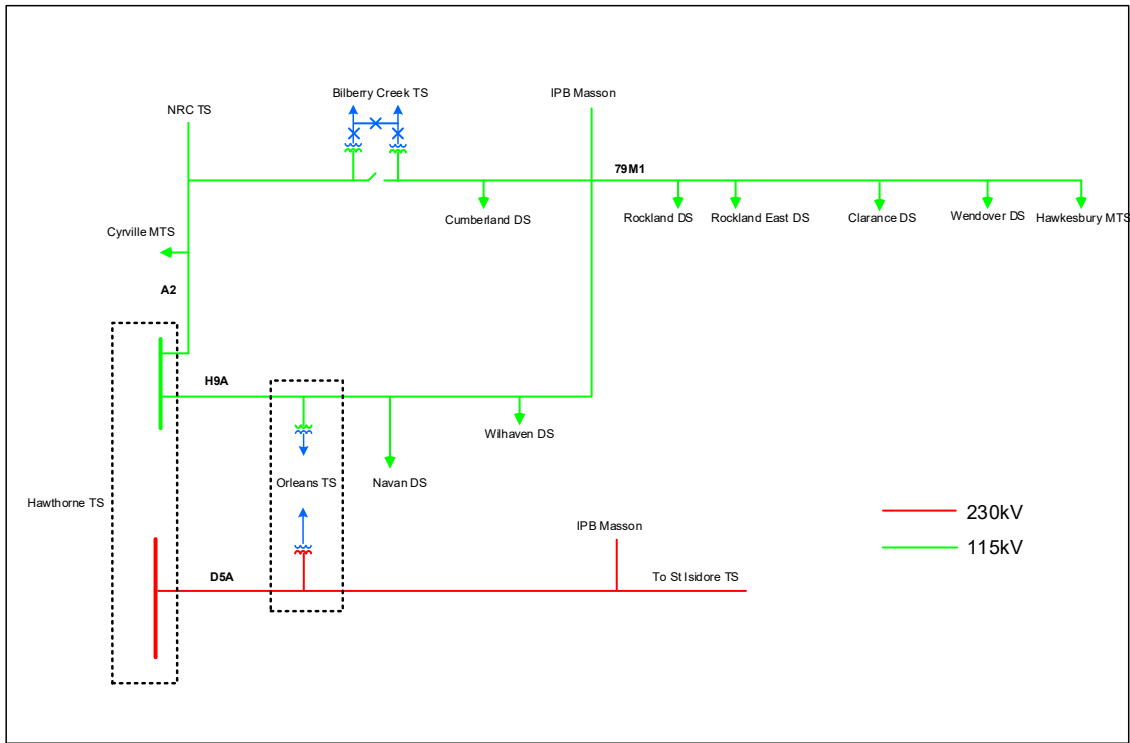 Bilberry Creek TS
IPB Masson
NRC TS
79M1
Cumberland DS
Rockland DS
Rockland East DS
Clarance DS
Wendover DS
Hawkesbury MTS
Cyrville MTS
A2
H9A
Wilhaven DS
Orleans TS
Navan DS
Hawthorne TS
230kV
IPB Masson
115kV
D5A
To St Isidore TS